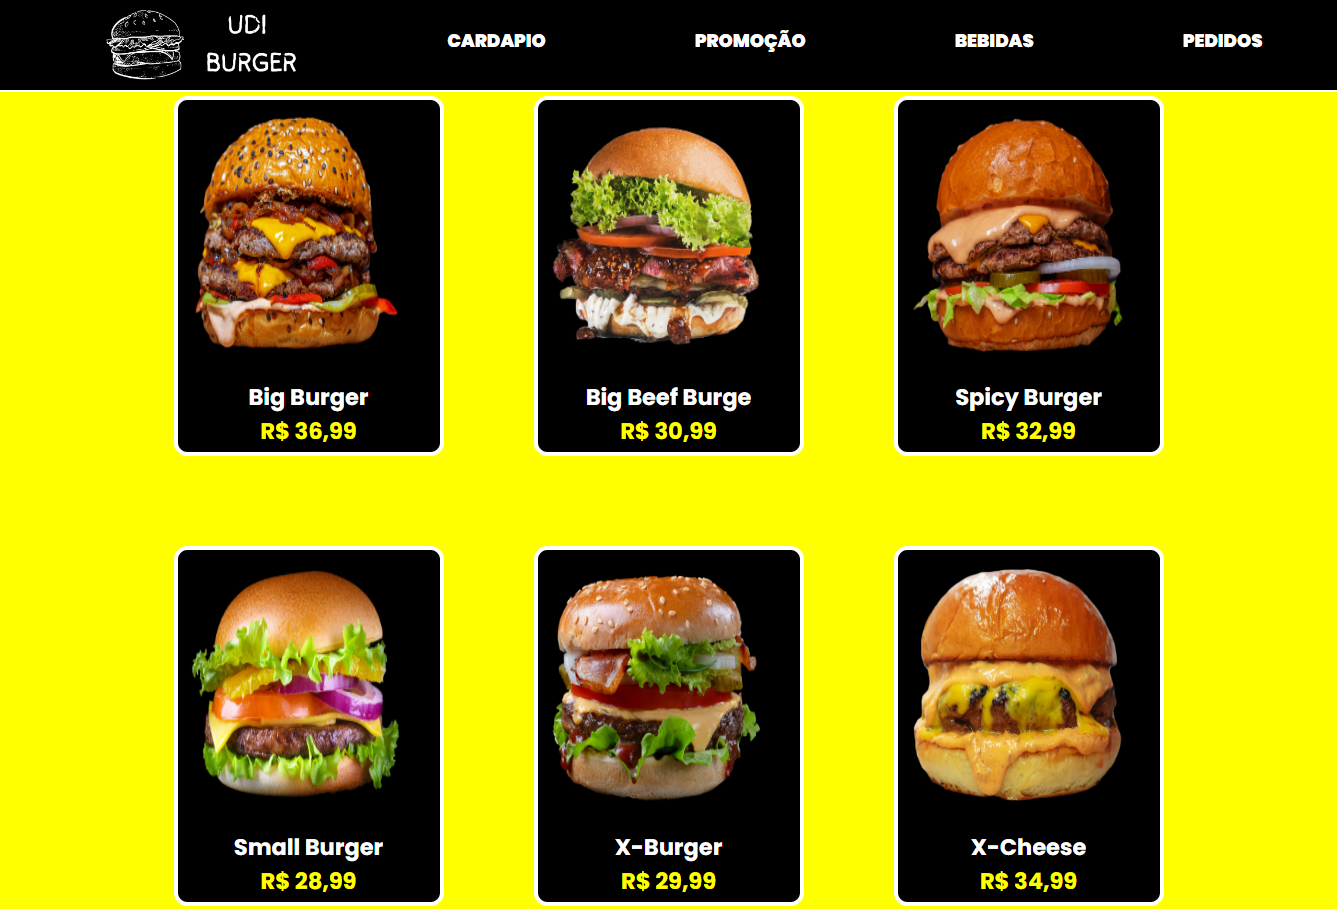 UDI
BURGER
CARDAPIO
PROMOÇÃO
BEBIDAS
PEDIDOS
Big Burger
R$ 36,99
Big Beef Burge
R$ 30,99
Spicy Burger
R$ 32,99
Small Burger
R$ 28,99
X-Burger
R$ 29,99
X-Cheese
R$ 34,99